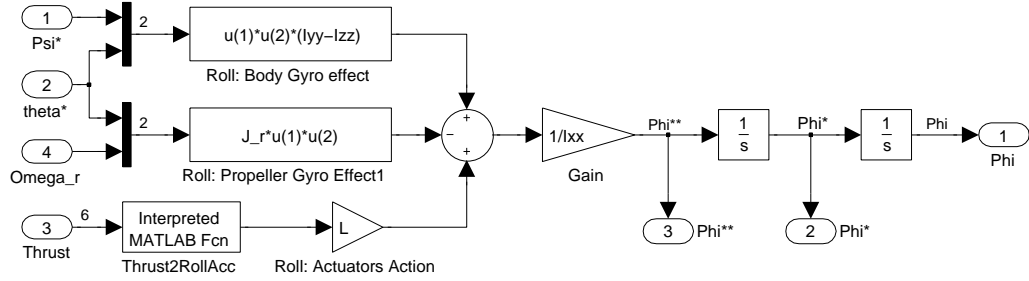 1
Psi*
2
theta*
4
Omega_r
3
Thrust
2
2
6
u(1)*u(2)*(Iyy−Izz)
Roll: Body Gyro effect
J_r*u(1)*u(2)
Roll: Propeller Gyro Effect1
Interpreted
MATLAB Fcn
Thrust2RollAcc
L
Roll: Actuators Action
+
−
+
1/Ixx
Gain
Phi**
1
s
Phi*
1
s
Phi
1
Phi
3
Phi**
2
Phi*